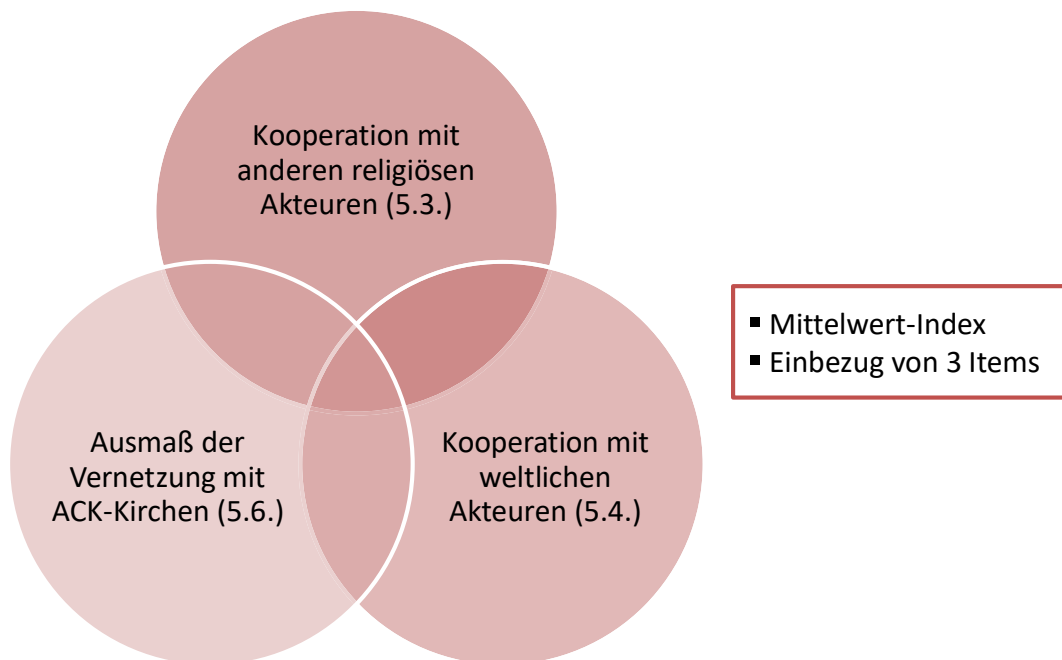 Kooperation mit
anderen religiösen
Akteuren (5.3.)
Ausmaß der
Vernetzung mit
ACK-Kirchen (5.6.)
Kooperation mit
weltlichen
Akteuren (5.4.)
▪ Mittelwert-Index
▪ Einbezug von 3 Items